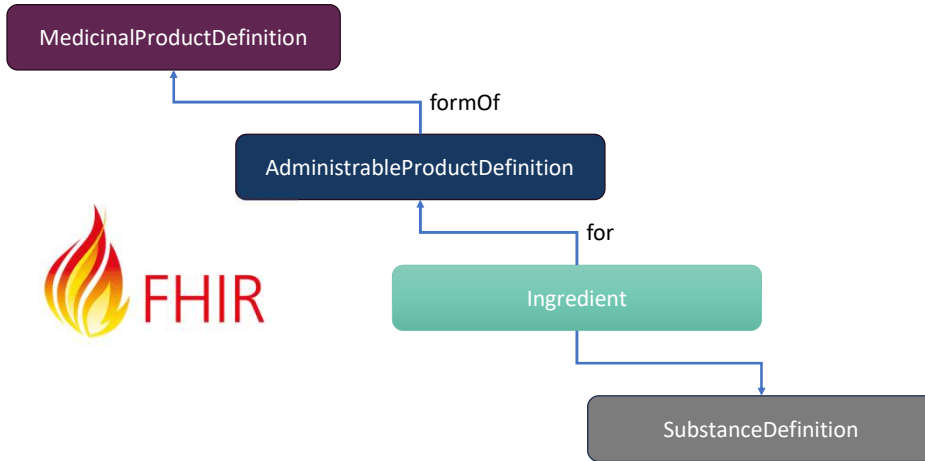 MedicinalProductDefinition
formOf
AdministrableProductDefinition
for
FHIR
Ingredient
SubstanceDefinition